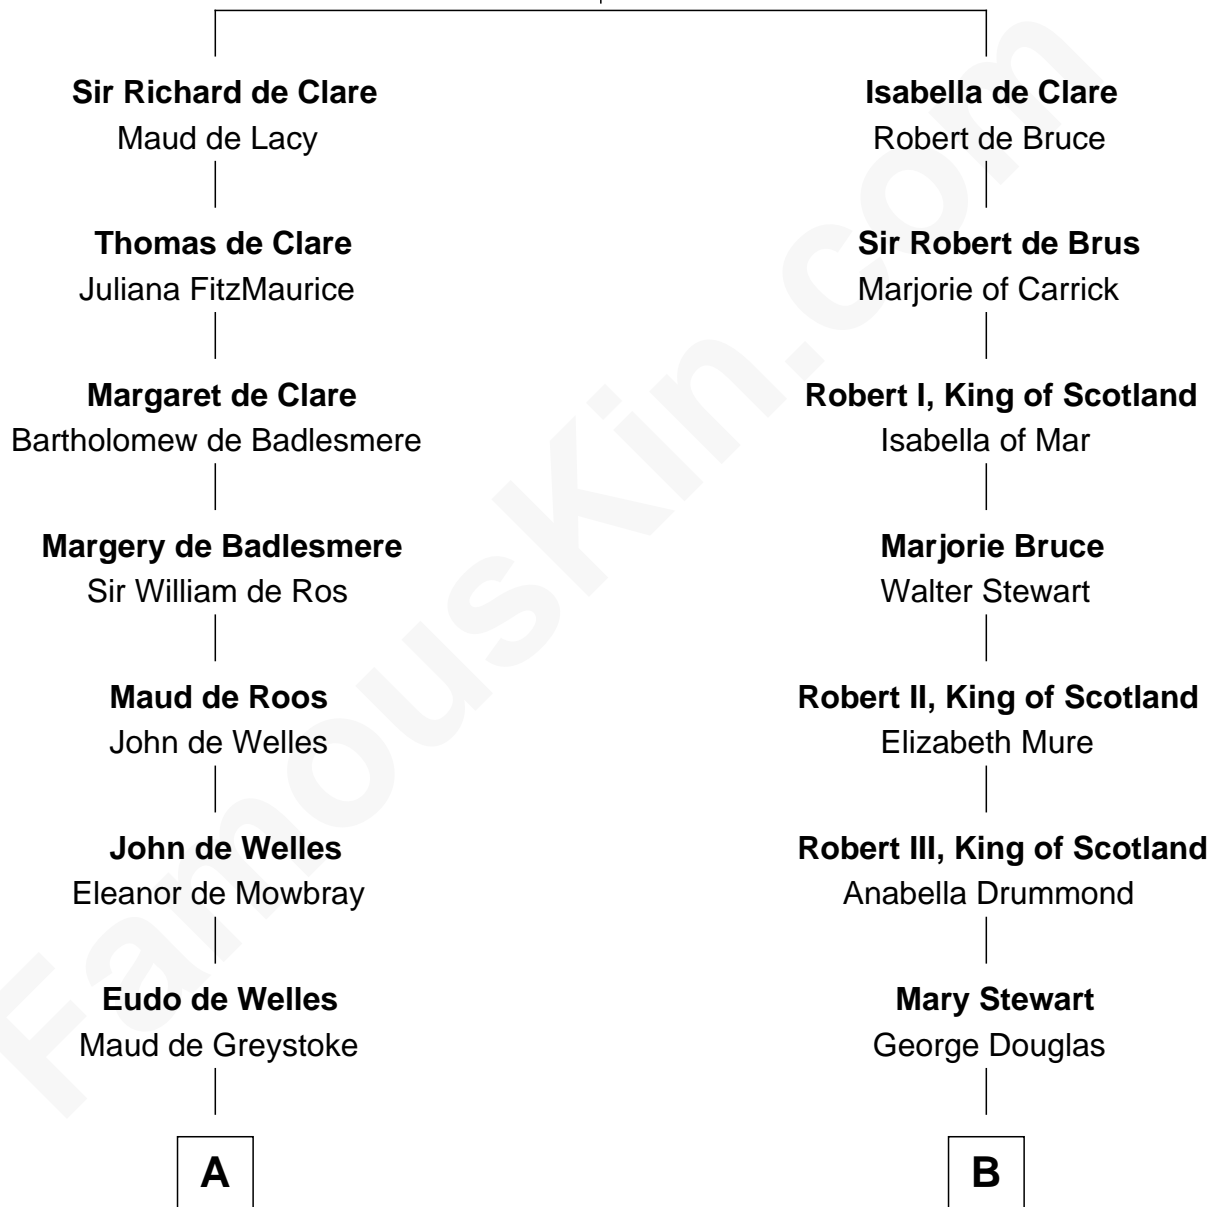 Sir Richard de Clare
Maud de Lacy
Thomas de Clare
Juliana FitzMaurice
Margaret de Clare
Bartholomew de Badlesmere
Margery de Badlesmere
Sir William de Ros
Maud de Roos
John de Welles
John de Welles
Eleanor de Mowbray
Eudo de Welles
Maud de Greystoke
A
Isabella de Clare
Robert de Bruce
Sir Robert de Brus
Marjorie of Carrick
Robert I, King of Scotland
Isabella of Mar
Marjorie Bruce
Walter Stewart
Robert II, King of Scotland
Elizabeth Mure
Robert III, King of Scotland
Anabella Drummond
Mary Stewart
George Douglas
B
FamousKin.com